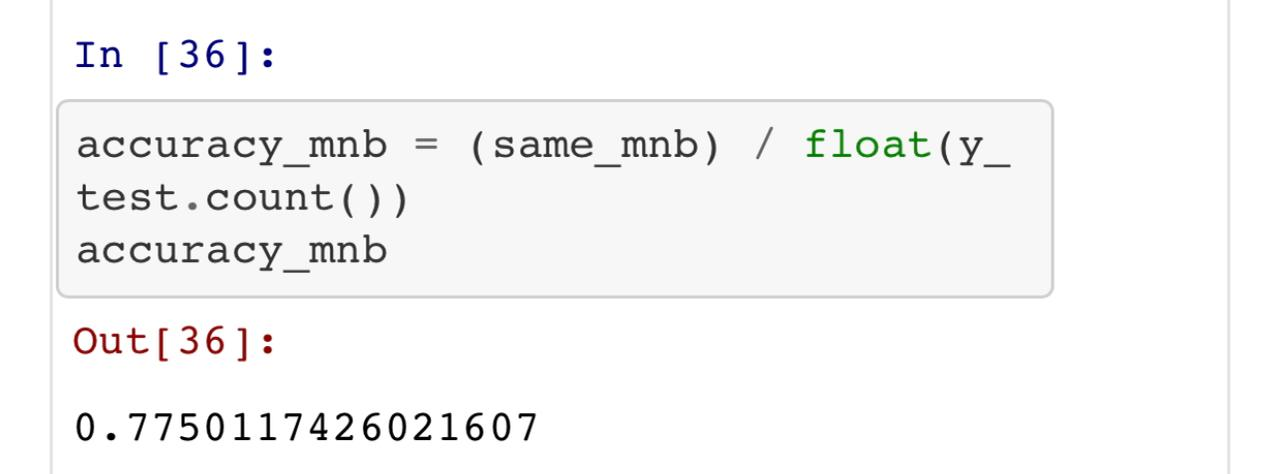 In [36]:
accuracy_mnb = (same_mnb) / float(y_
test.count())
accuracy_mnb
Out[36]:
0.7750117426021607